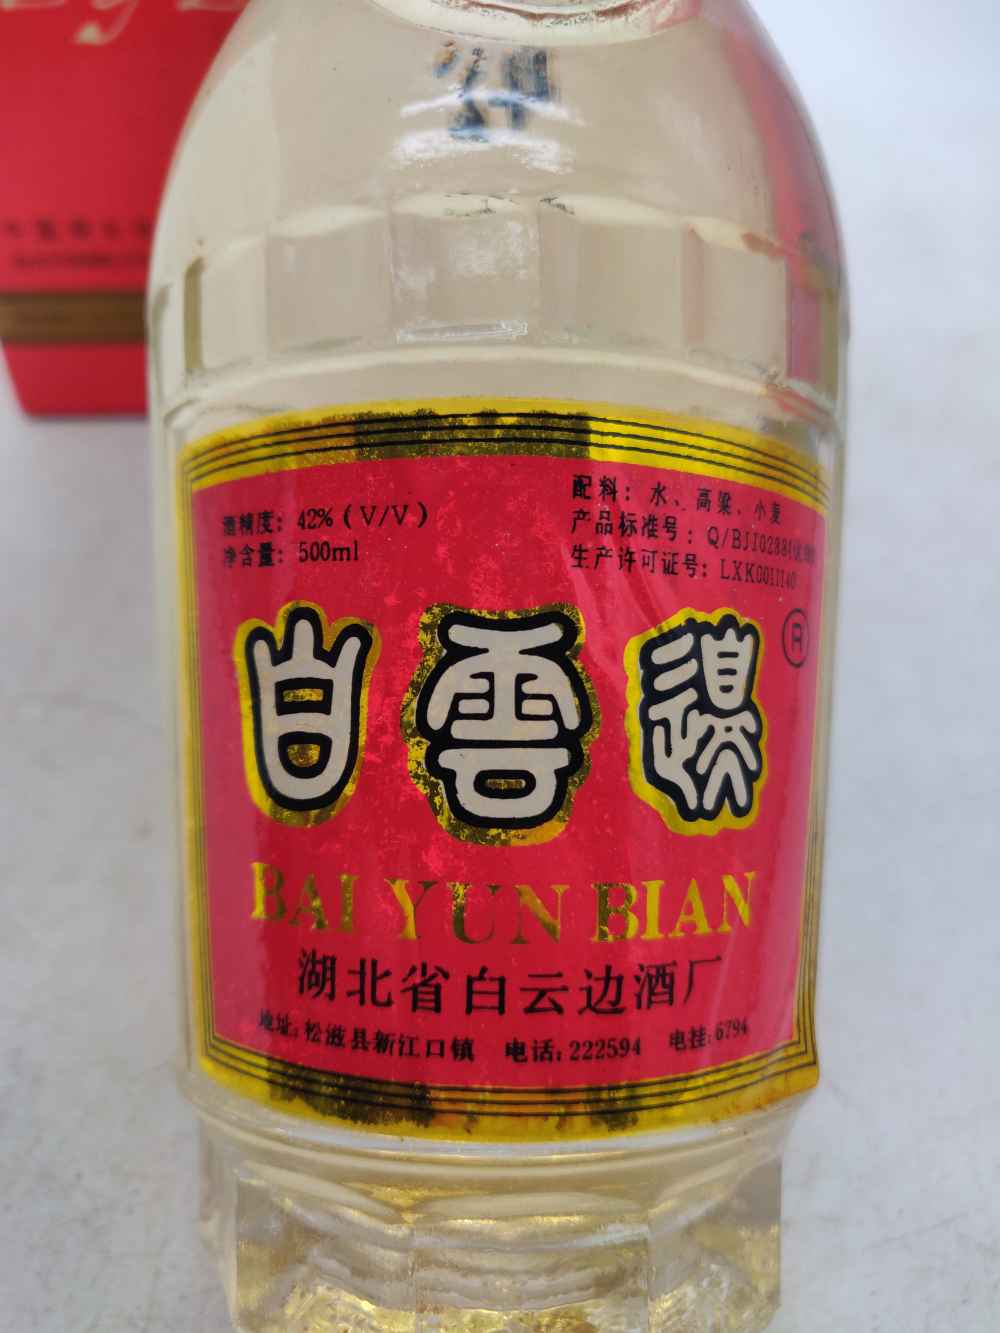 酒精度：42%（V/V）
净含量：500ml
配料：水、高粱、小麦
产品标准号：Q/BJJ02884
生产许可证号：LXK0011140
白雲邊
R
BAI YUN BIAN
湖北省白云边酒厂
地址：松滋县新江口镇 电话：222594 电挂：6794